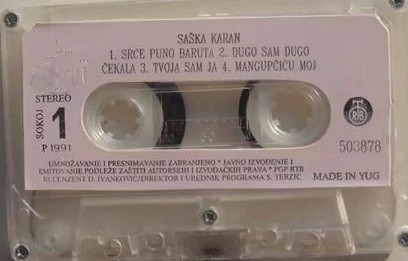 SAŠKA KARAN
1. SRCE PUNO BARUTA 2. DUGO SAM DUGO
ČEKALA 3. TVOJA SAM JA 4. MANGUPČIĆU MOJ
STEREO
SOKOJ
1
P 1991
RTB
503878
UMNOŽAVANJE I PRESNIMAVANJE ZABRANJENO * JAVNO IZVOĐENJE I
EMITOVANJE PODLEŽE ZAŠTITI AUTORSKIH I IZVOĐAČKIH PRAVA * PGP RTB
RECENZENT D. IVANKOVIĆ/DIREKTOR I UREDNIK PROGRAMA S. TERZIĆ
MADE IN YUG